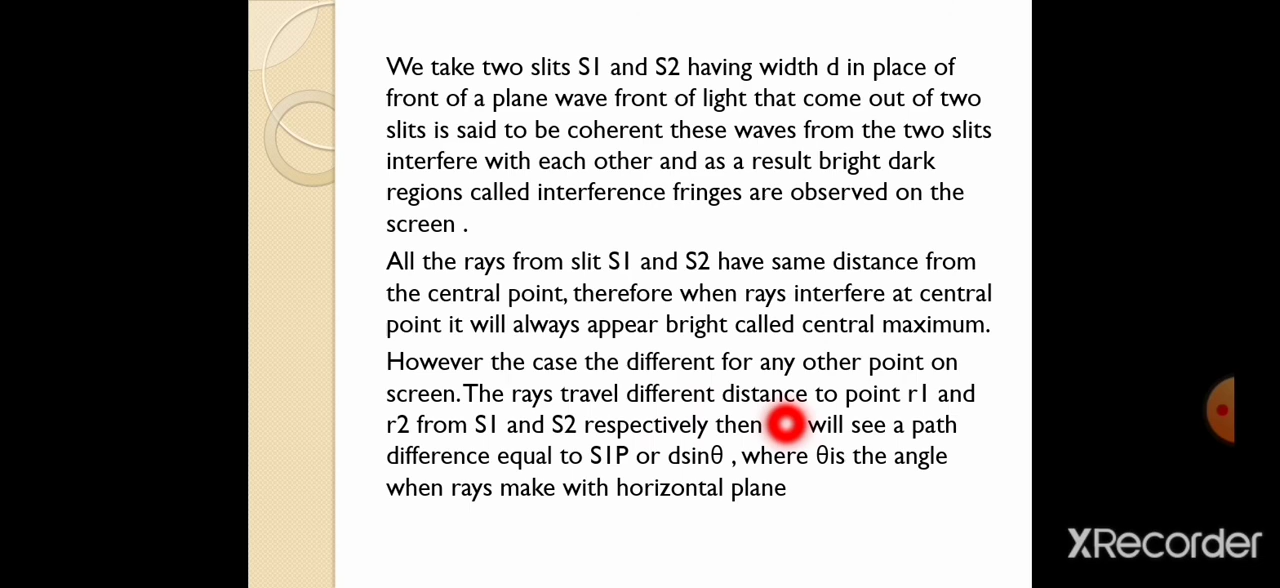 We take two slits S1 and S2 having width d in place of
front of a plane wave front of light that come out of two
slits is said to be coherent these waves from the two slits
interfere with each other and as a result bright dark
regions called interference fringes are observed on the
screen .
All the rays from slit S1 and S2 have same distance from
the central point, therefore when rays interfere at central
point it will always appear bright called central maximum.
However the case the different for any other point on
screen. The rays travel different distance to point r1 and
r2 from S1 and S2 respectively then will see a path
difference equal to S1P or dsinθ , where θis the angle
when rays make with horizontal plane
XRecorder